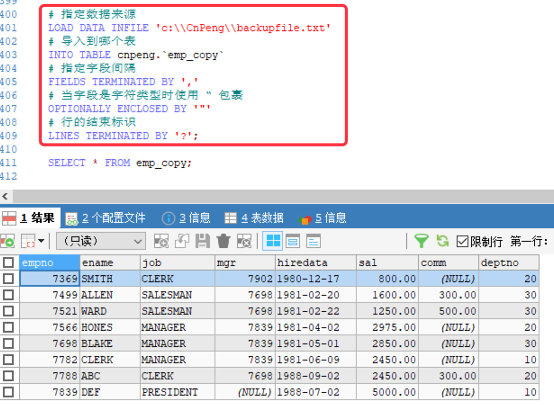 399
400 # 指定数据来源
401 LOAD DATA INFILE 'c:\\CnPeng\\backupfile.txt'
402 # 导入到哪个表
403 INTO TABLE cnpeng.`emp_copy`
404 # 指定字段间隔
405 FIELDS TERMINATED BY ','
406 # 当字段是字符类型时使用 “ 包裹
407 OPTIONALLY ENCLOSED BY '"'
408 # 行的结束标识
409 LINES TERMINATED BY '?';
410
411 SELECT * FROM emp_copy;
412
1 结果 2 个配置文件 3 信息 4 表数据 5 信息
(只读) 限制行 第一行:
empno ename job mgr hiredata sal comm deptno
7369 SMITH CLERK 7902 1980-12-17 800.00 (NULL) 20
7499 ALLEN SALESMAN 7698 1981-02-20 1600.00 300.00 30
7521 WARD SALESMAN 7698 1981-02-22 1250.00 500.00 30
7566 HONES MANAGER 7839 1981-04-02 2975.00 (NULL) 20
7698 BLAKE MANAGER 7839 1981-05-01 2850.00 (NULL) 30
7782 CLERK MANAGER 7839 1981-06-09 2450.00 (NULL) 10
7788 ABC CLERK 7698 1988-09-02 2450.00 300.00 20
7839 DEF PRESIDENT (NULL) 1988-07-02 5000.00 (NULL) 10